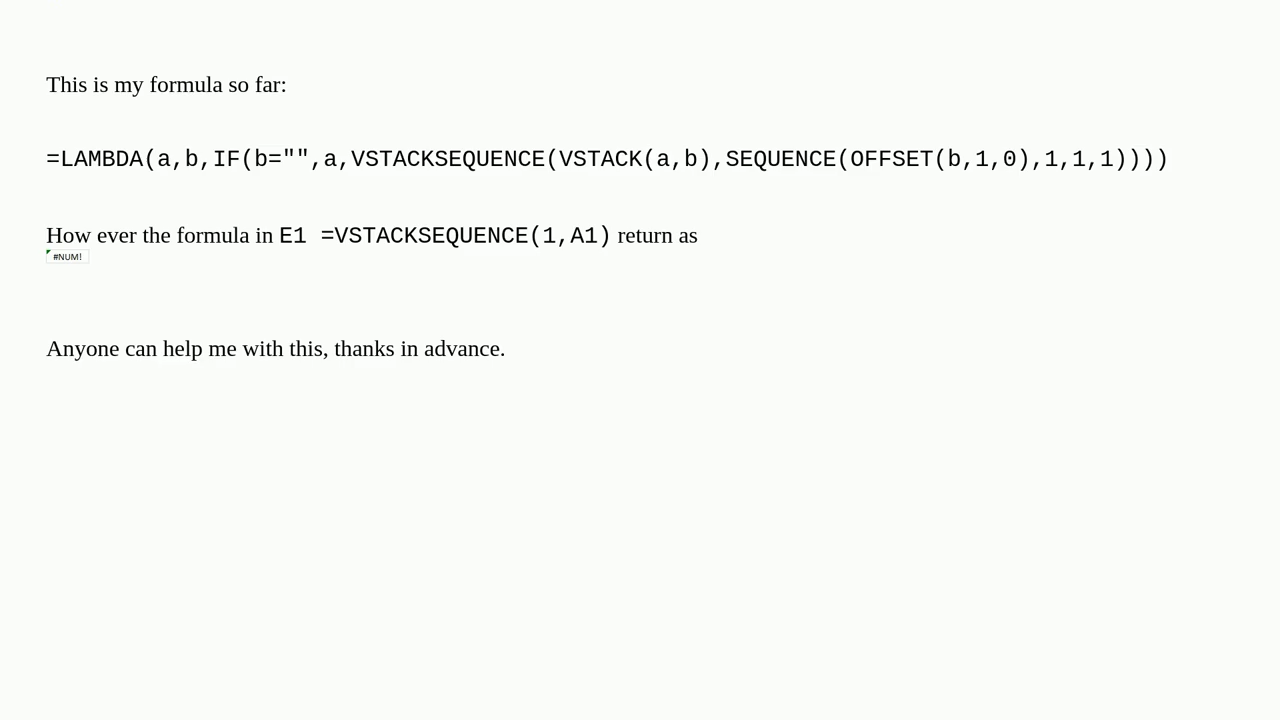 This is my formula so far:
=LAMBDA(a,b,IF(b="",a,VSTACKSEQUENCE(VSTACK(a,b),SEQUENCE(OFFSET(b,1,0),1,1,1))))
How ever the formula in E1 =VSTACKSEQUENCE(1,A1) return as
#NUM!
Anyone can help me with this, thanks in advance.